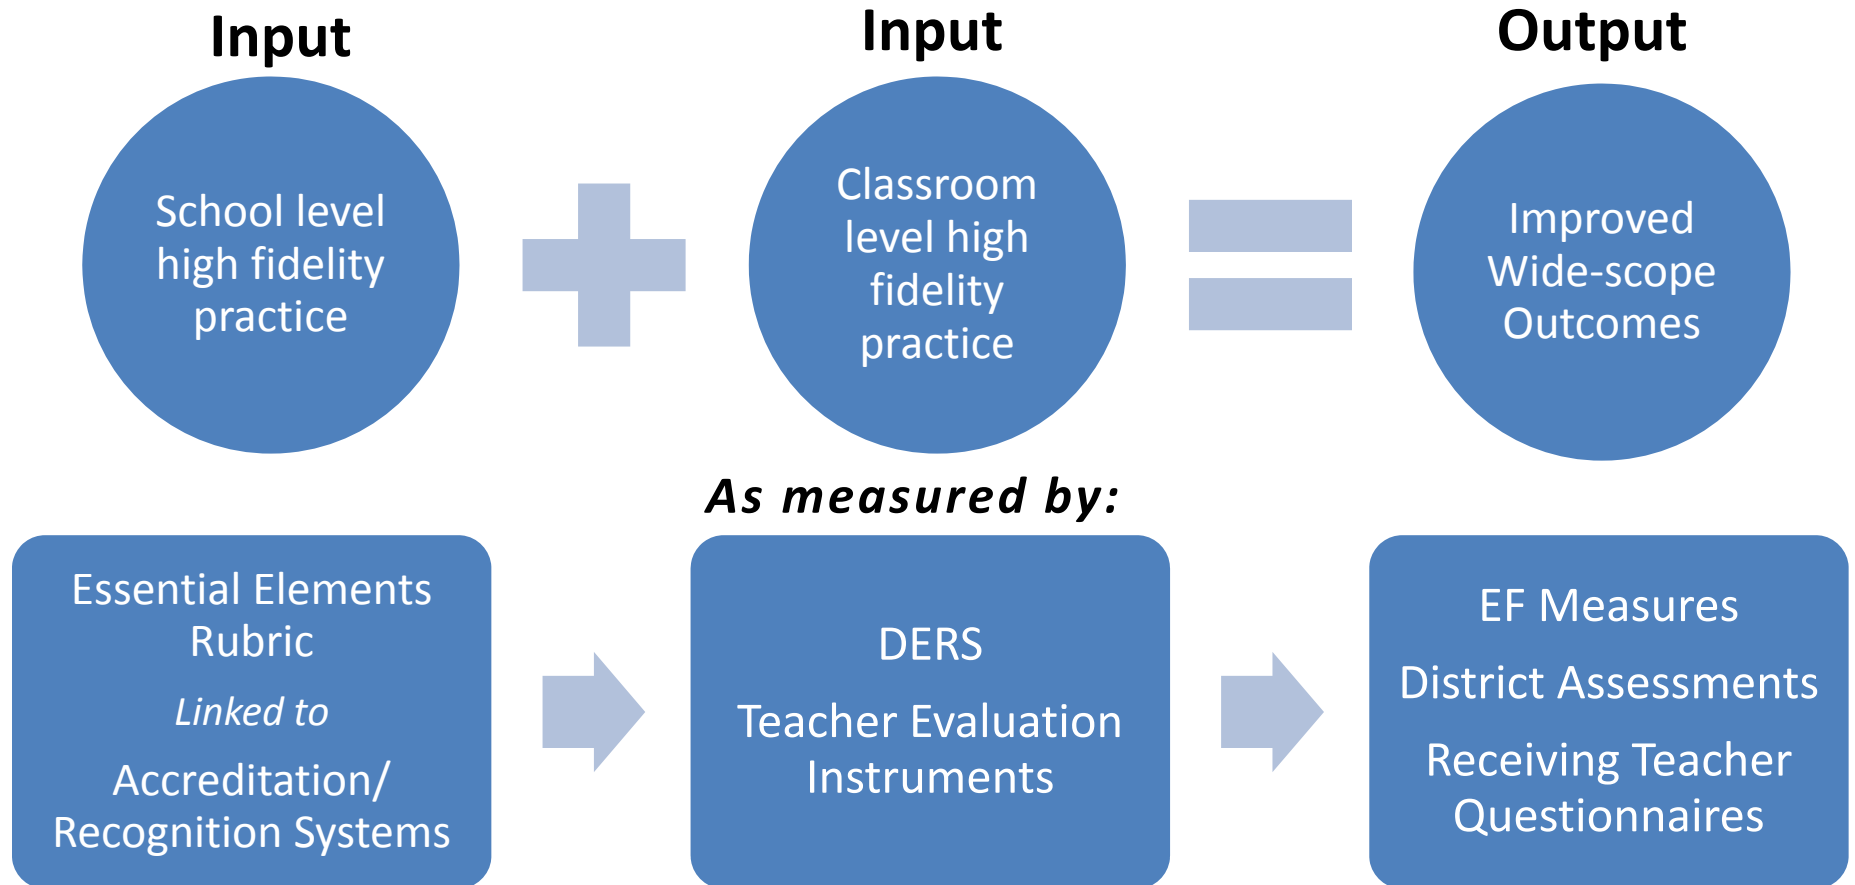 Input
Input
Output
School level
high fidelity
practice
Classroom
level high
fidelity
practice
Improved
Wide-scope
Outcomes
As measured by:
Essential Elements
Rubric
Linked to
Accreditation/
Recognition Systems
DERS
Teacher Evaluation
Instruments
EF Measures
District Assessments
Receiving Teacher
Questionnaires